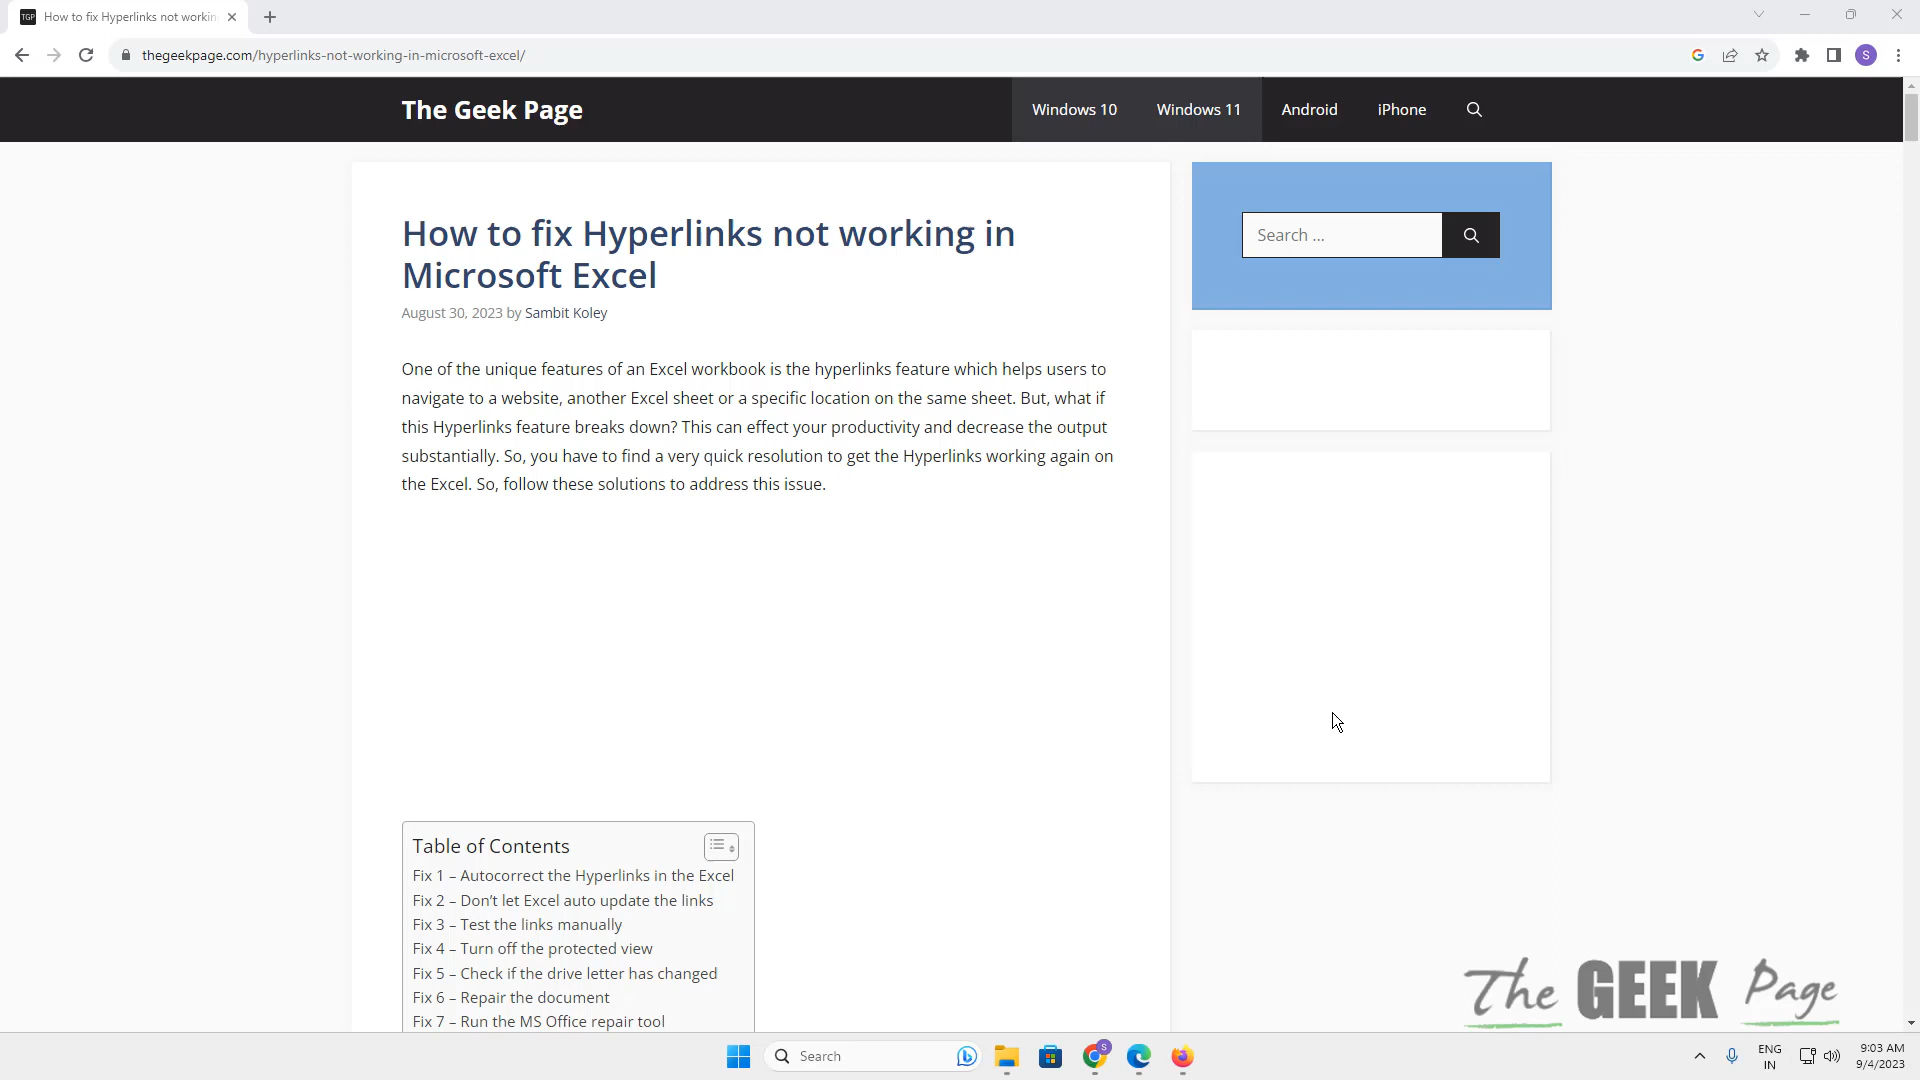 TGP How to fix Hyperlinks not workin
thegeekpage.com/hyperlinks-not-working-in-microsoft-excel/
S
The Geek Page
Windows 10 Windows 11 Android iPhone
How to fix Hyperlinks not working in
Microsoft Excel
August 30, 2023 by Sambit Koley
One of the unique features of an Excel workbook is the hyperlinks feature which helps users to
navigate to a website, another Excel sheet or a specific location on the same sheet. But, what if
this Hyperlinks feature breaks down? This can effect your productivity and decrease the output
substantially. So, you have to find a very quick resolution to get the Hyperlinks working again on
the Excel. So, follow these solutions to address this issue.
Search ...
Table of Contents
Fix 1 – Autocorrect the Hyperlinks in the Excel
Fix 2 – Don’t let Excel auto update the links
Fix 3 – Test the links manually
Fix 4 – Turn off the protected view
Fix 5 – Check if the drive letter has changed
Fix 6 – Repair the document
Fix 7 – Run the MS Office repair tool
The GEEK Page
Search
S
ENG
IN
9:03 AM
9/4/2023